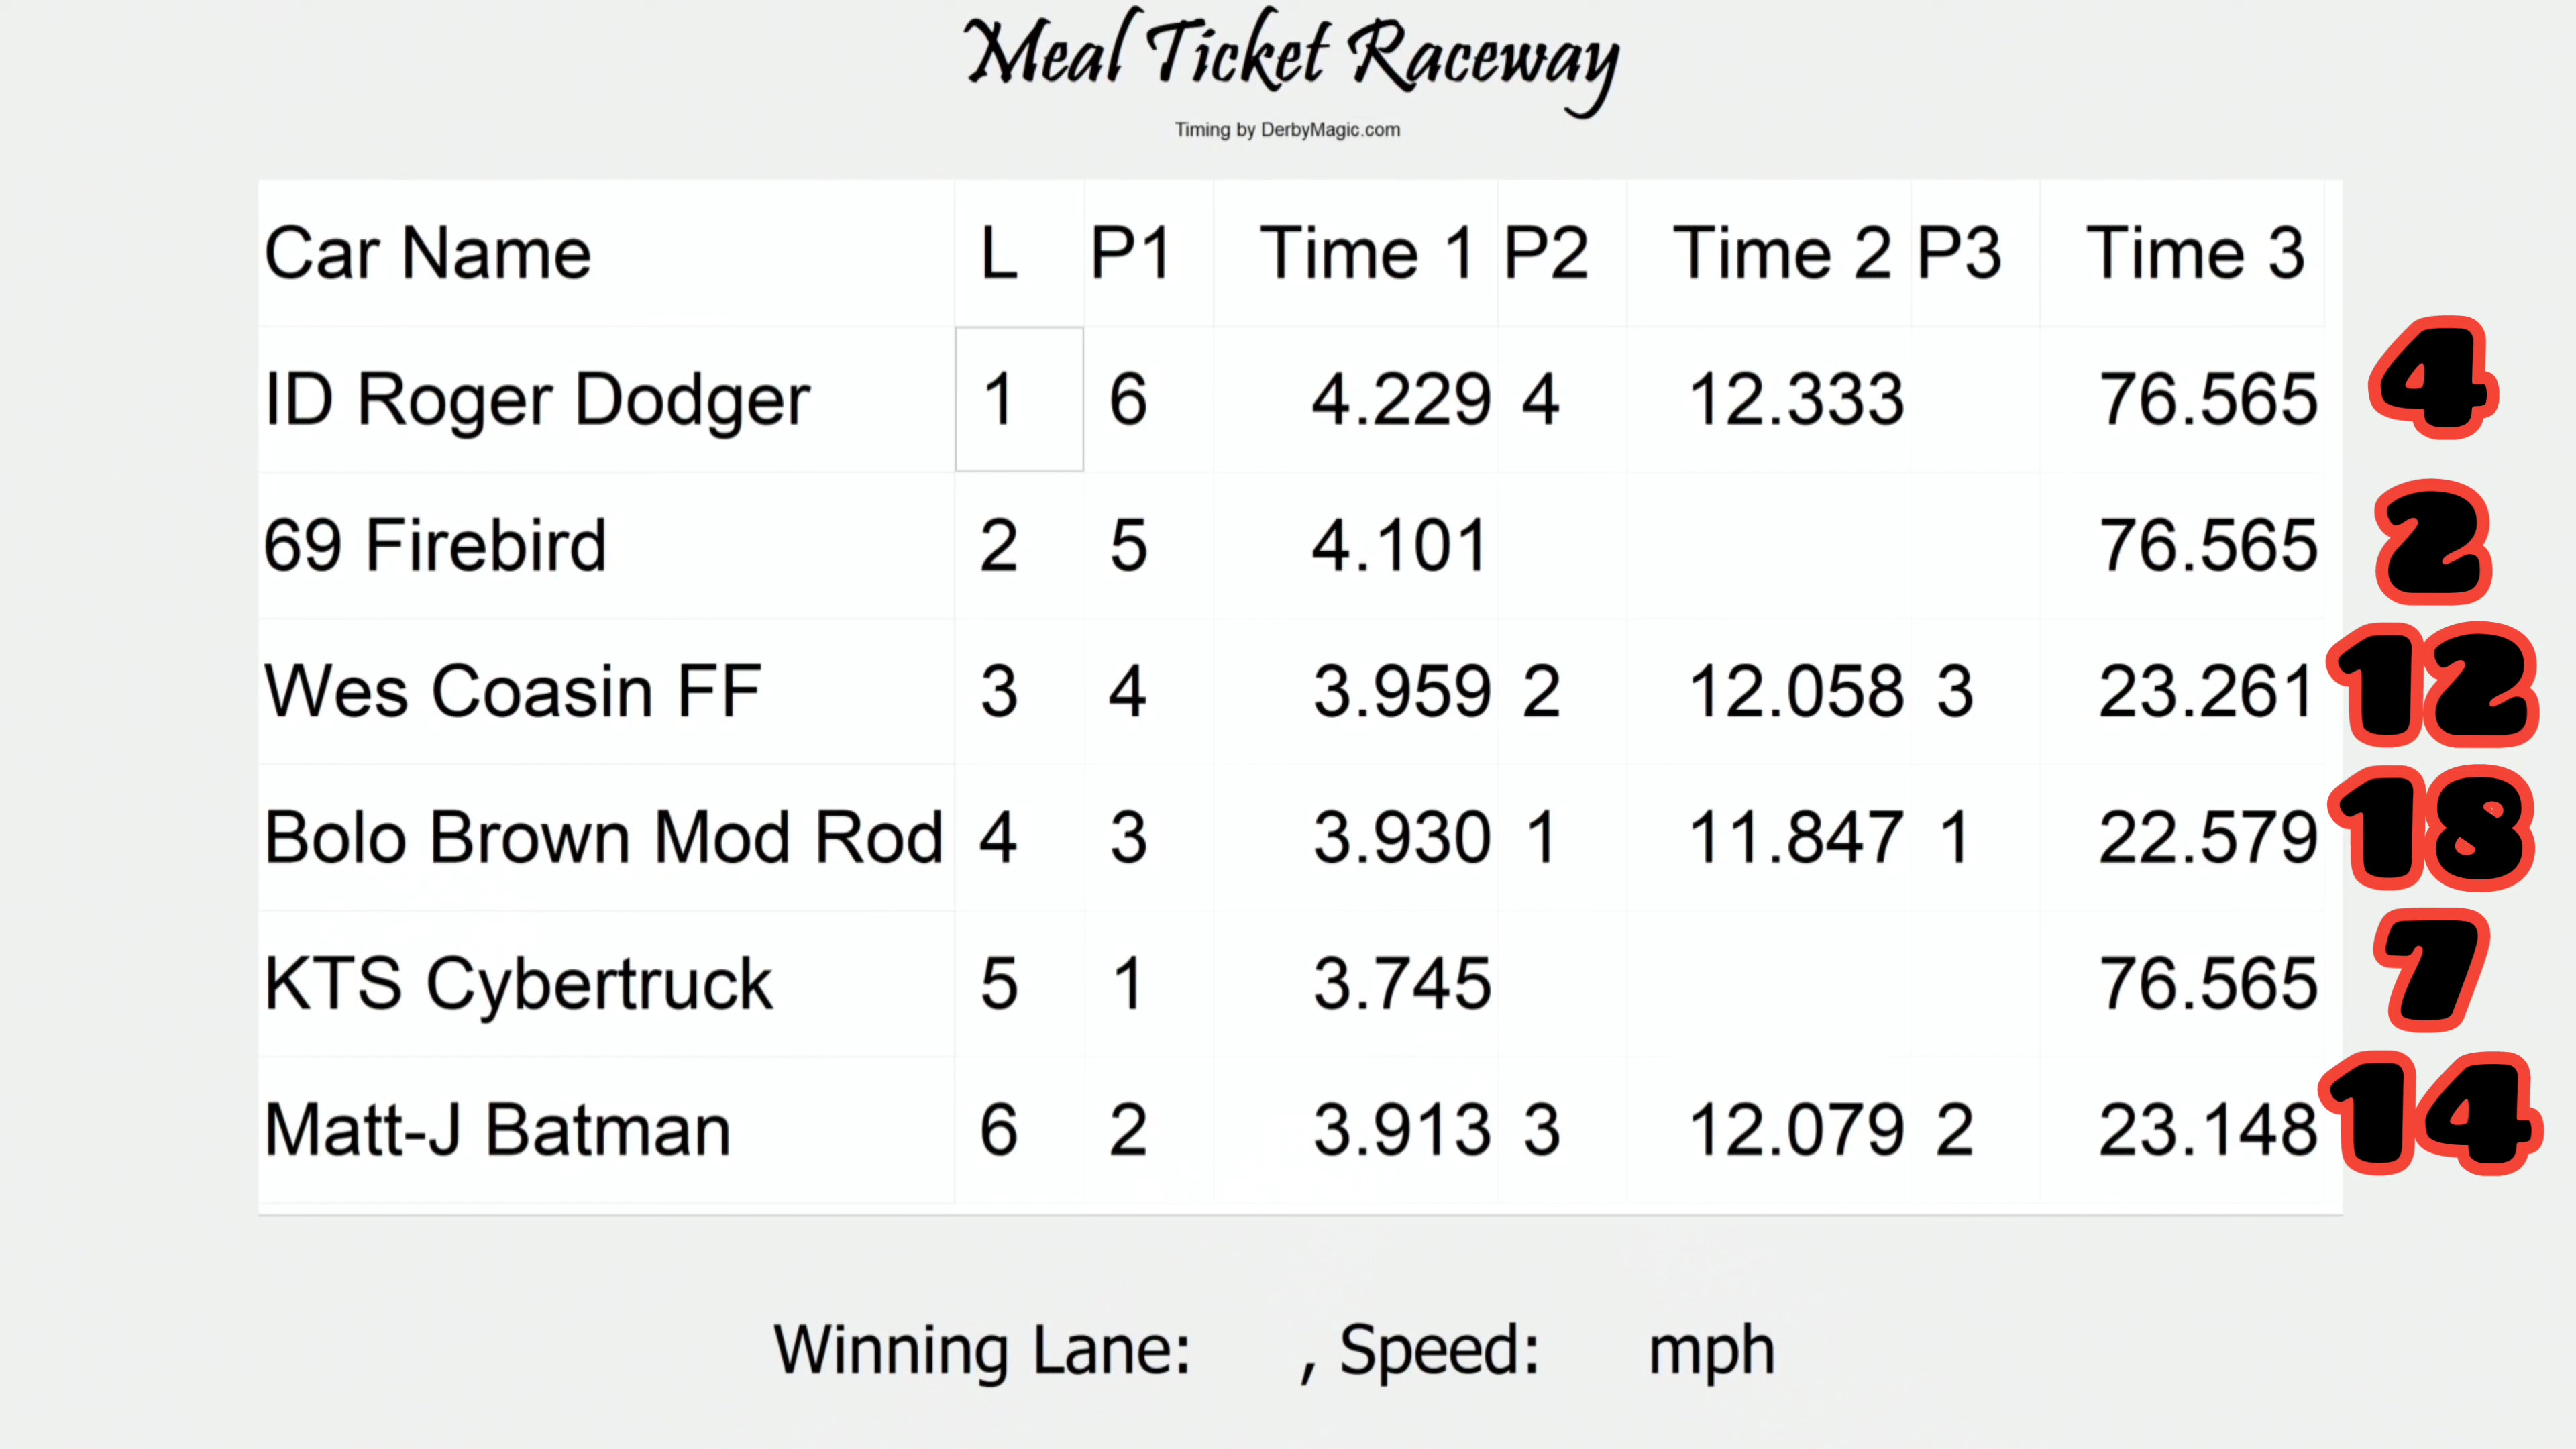 Meal Ticket Raceway
Timing by DerbyMagic.com
Car Name L P1 Time 1 P2 Time 2 P3 Time 3
ID Roger Dodger 1 6 4.229 4 12.333 76.565 4
69 Firebird 2 5 4.101 76.565 2
Wes Coasin FF 3 4 3.959 2 12.058 3 23.261 12
Bolo Brown Mod Rod 4 3 3.930 1 11.847 1 22.579 18
KTS Cybertruck 5 1 3.745 76.565 7
Matt-J Batman 6 2 3.913 3 12.079 2 23.148 14
Winning Lane: , Speed: mph